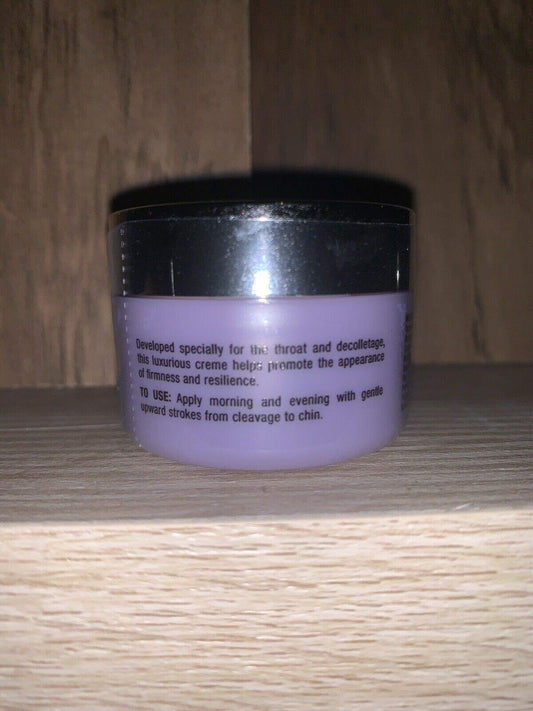 Developed specially for the throat and decolletage,
this luxurious creme helps promote the appearance
of firmness and resilience.
TO USE: Apply morning and evening with gentle
upward strokes from cleavage to chin.